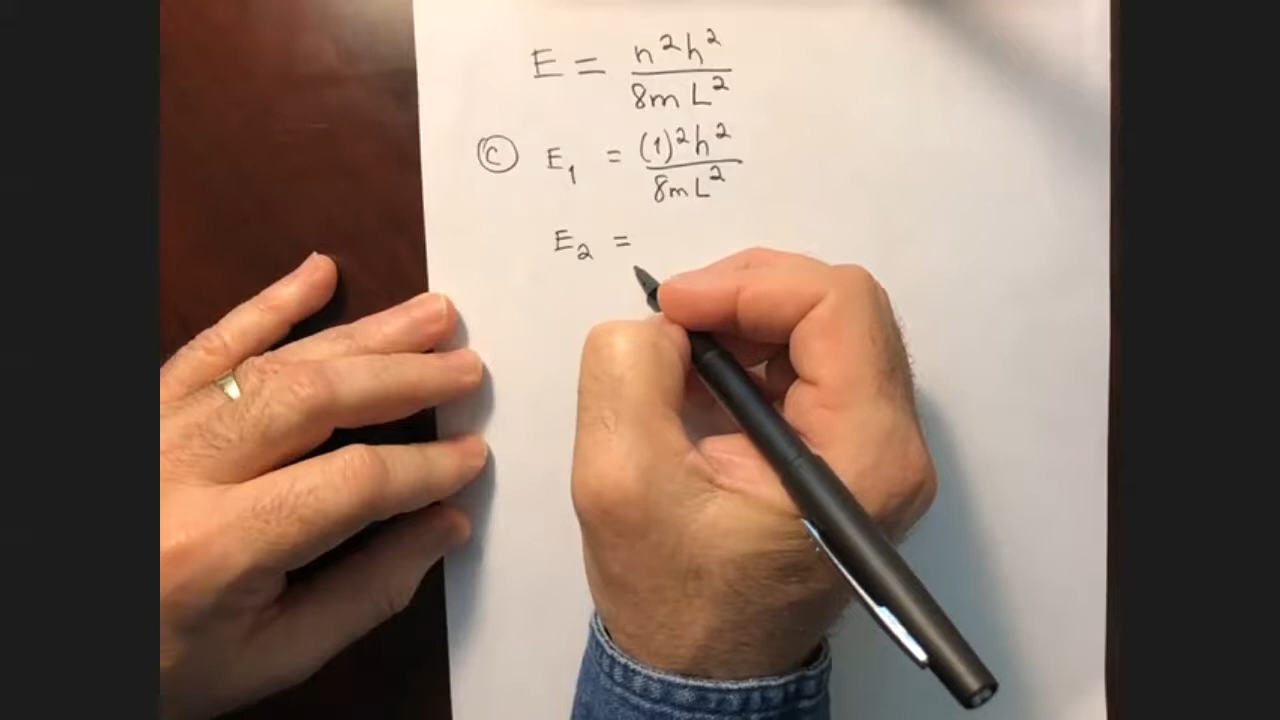 E = n²h² / 8mL²
(c) E₁ = (1)²h² / 8mL²
E₂ =